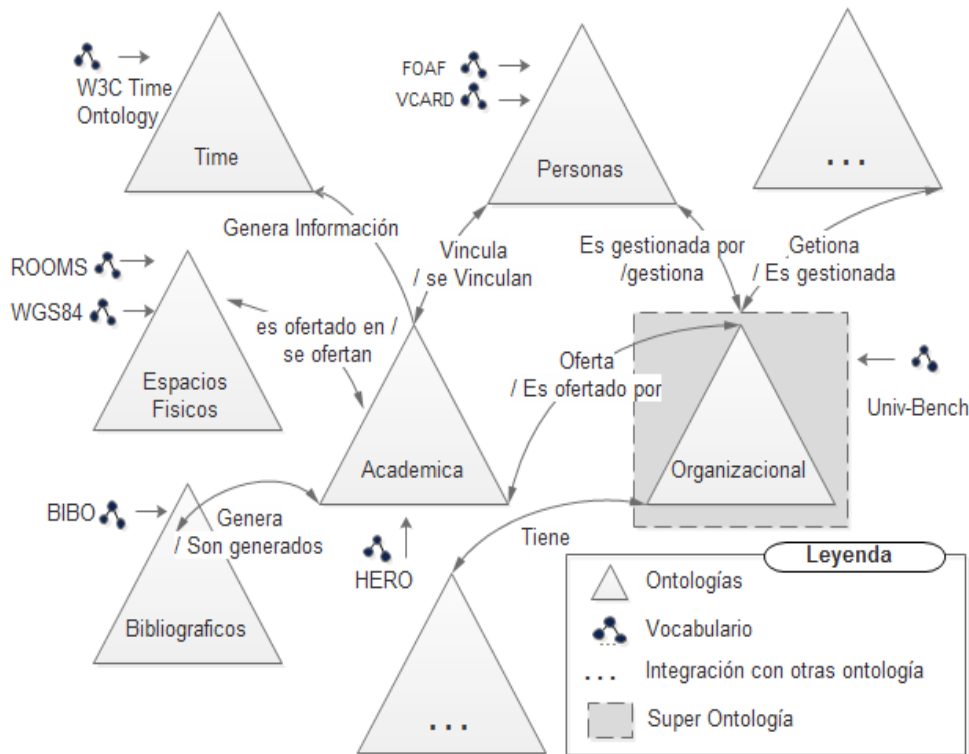 W3C Time
Ontology
Time
FOAF
VCARD
Personas
...
Genera Información
Vincula
/ se Vinculan
Es gestionada por
/gestiona
Getiona
/ Es gestionada
ROOMS
WGS84
Espacios
Fisicos
es ofertado en /
se ofertan
Academica
Oferta
/ Es ofertado por
Organizacional
Univ-Bench
BIBO
Genera
/ Son generados
Bibliograficos
HERO
Tiene
...
Leyenda
Ontologías
Vocabulario
... Integración con otras ontología
Super Ontología